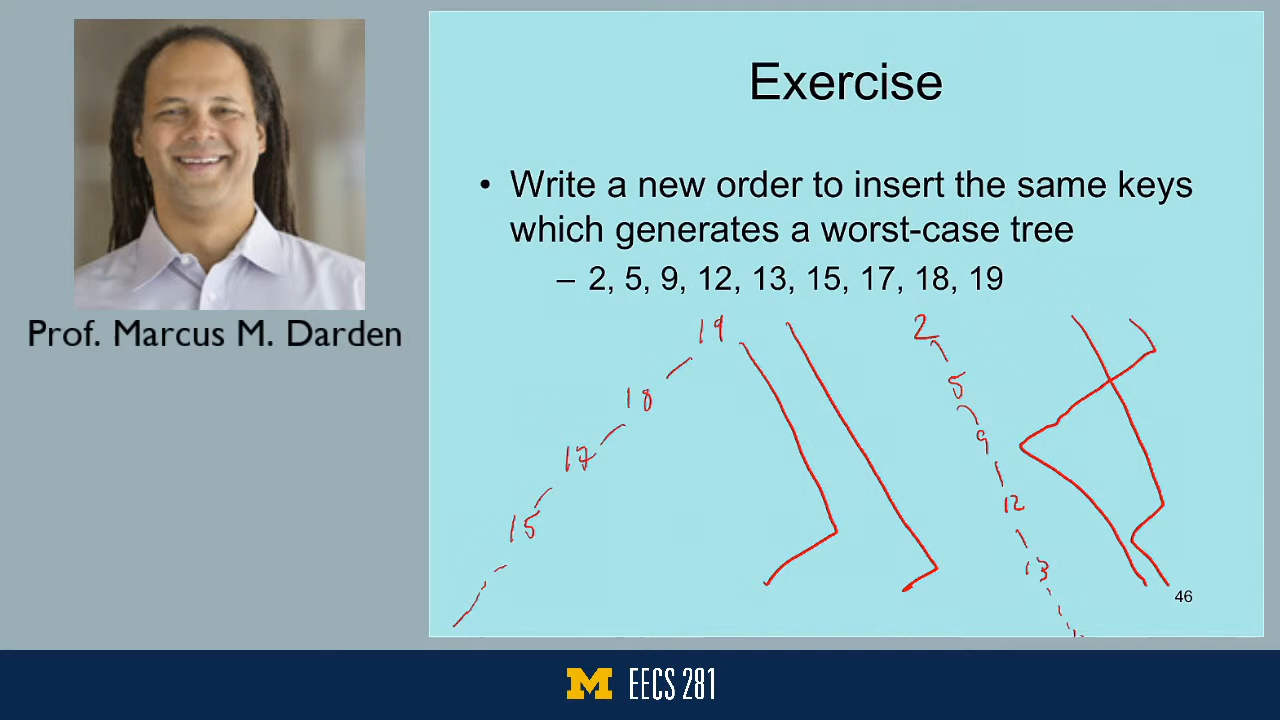 Exercise
• Write a new order to insert the same keys
which generates a worst-case tree
– 2, 5, 9, 12, 13, 15, 17, 18, 19
19
18
17
15
2
5
9
12
13
46
Prof. Marcus M. Darden
M EECS 281